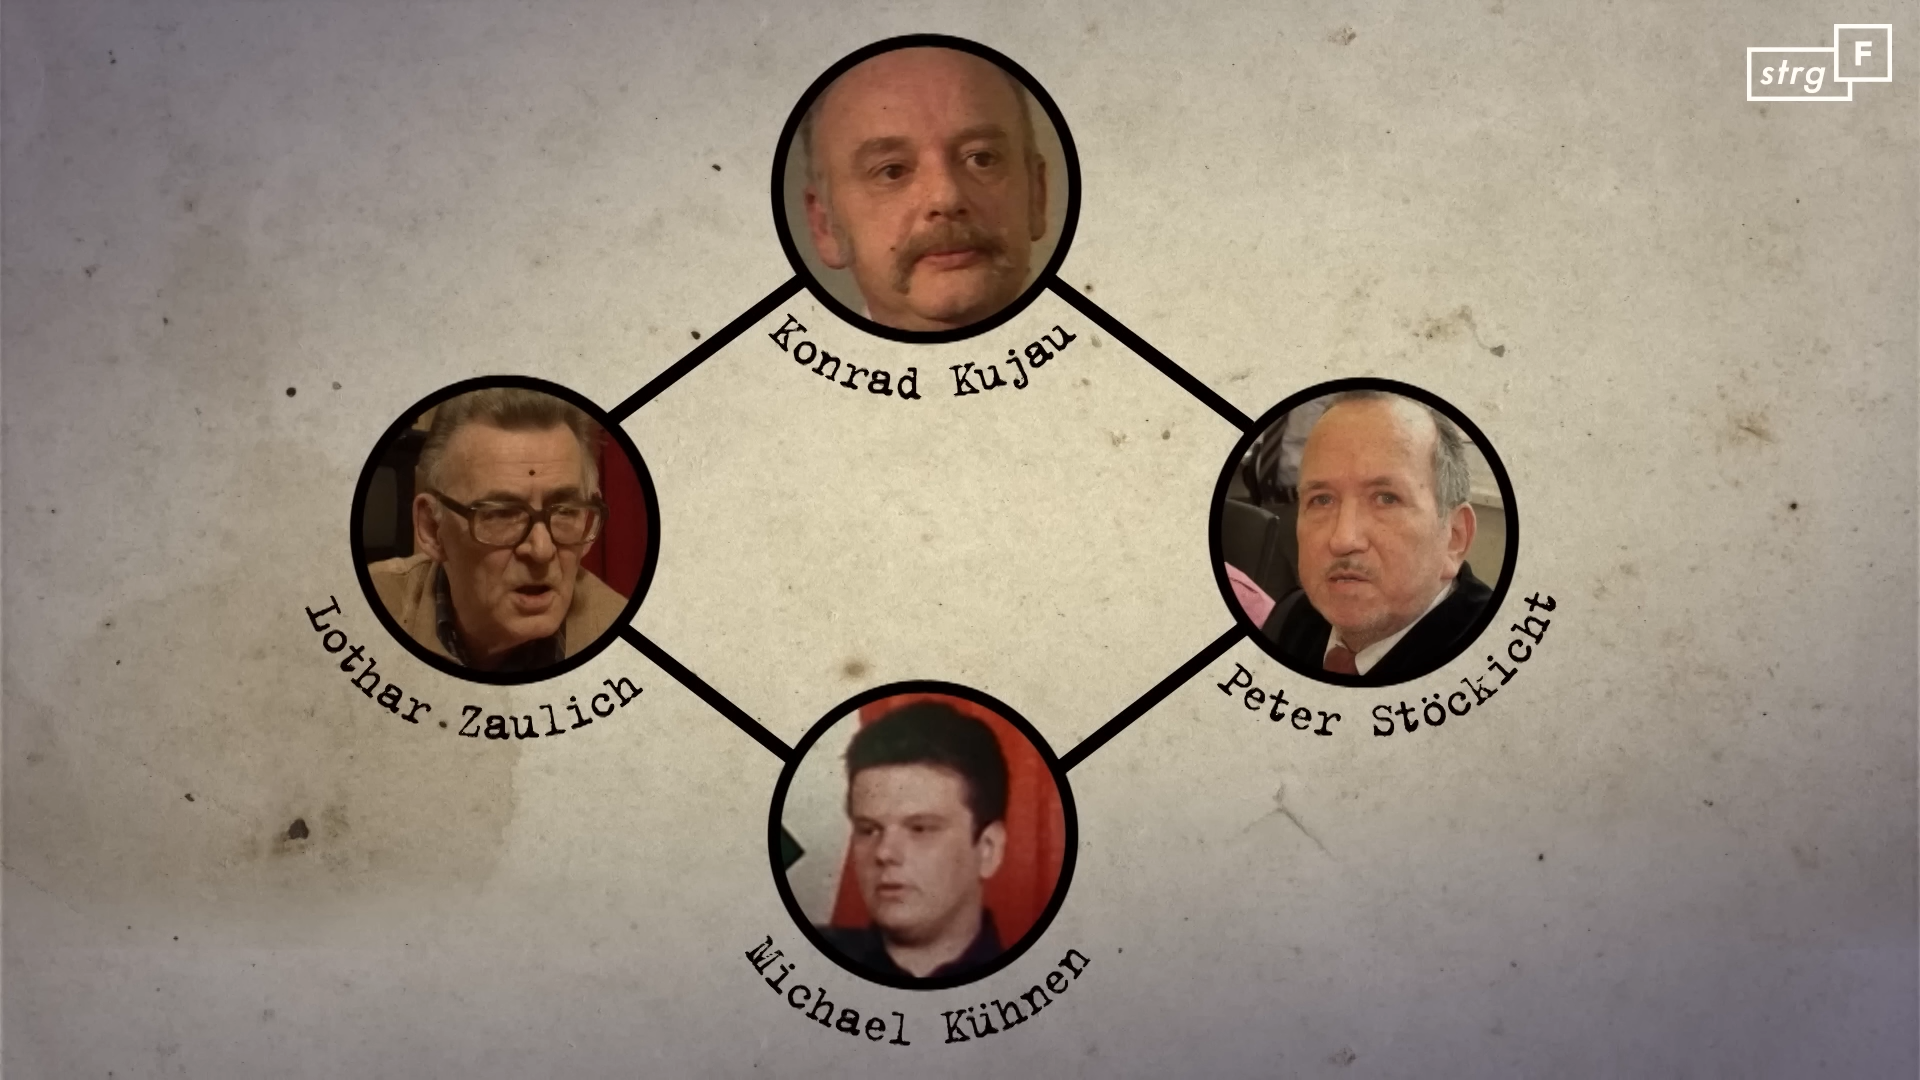 strg F
Konrad Kujau
Lothar Zaulich
Peter Stöckicht
Michael Kühnen